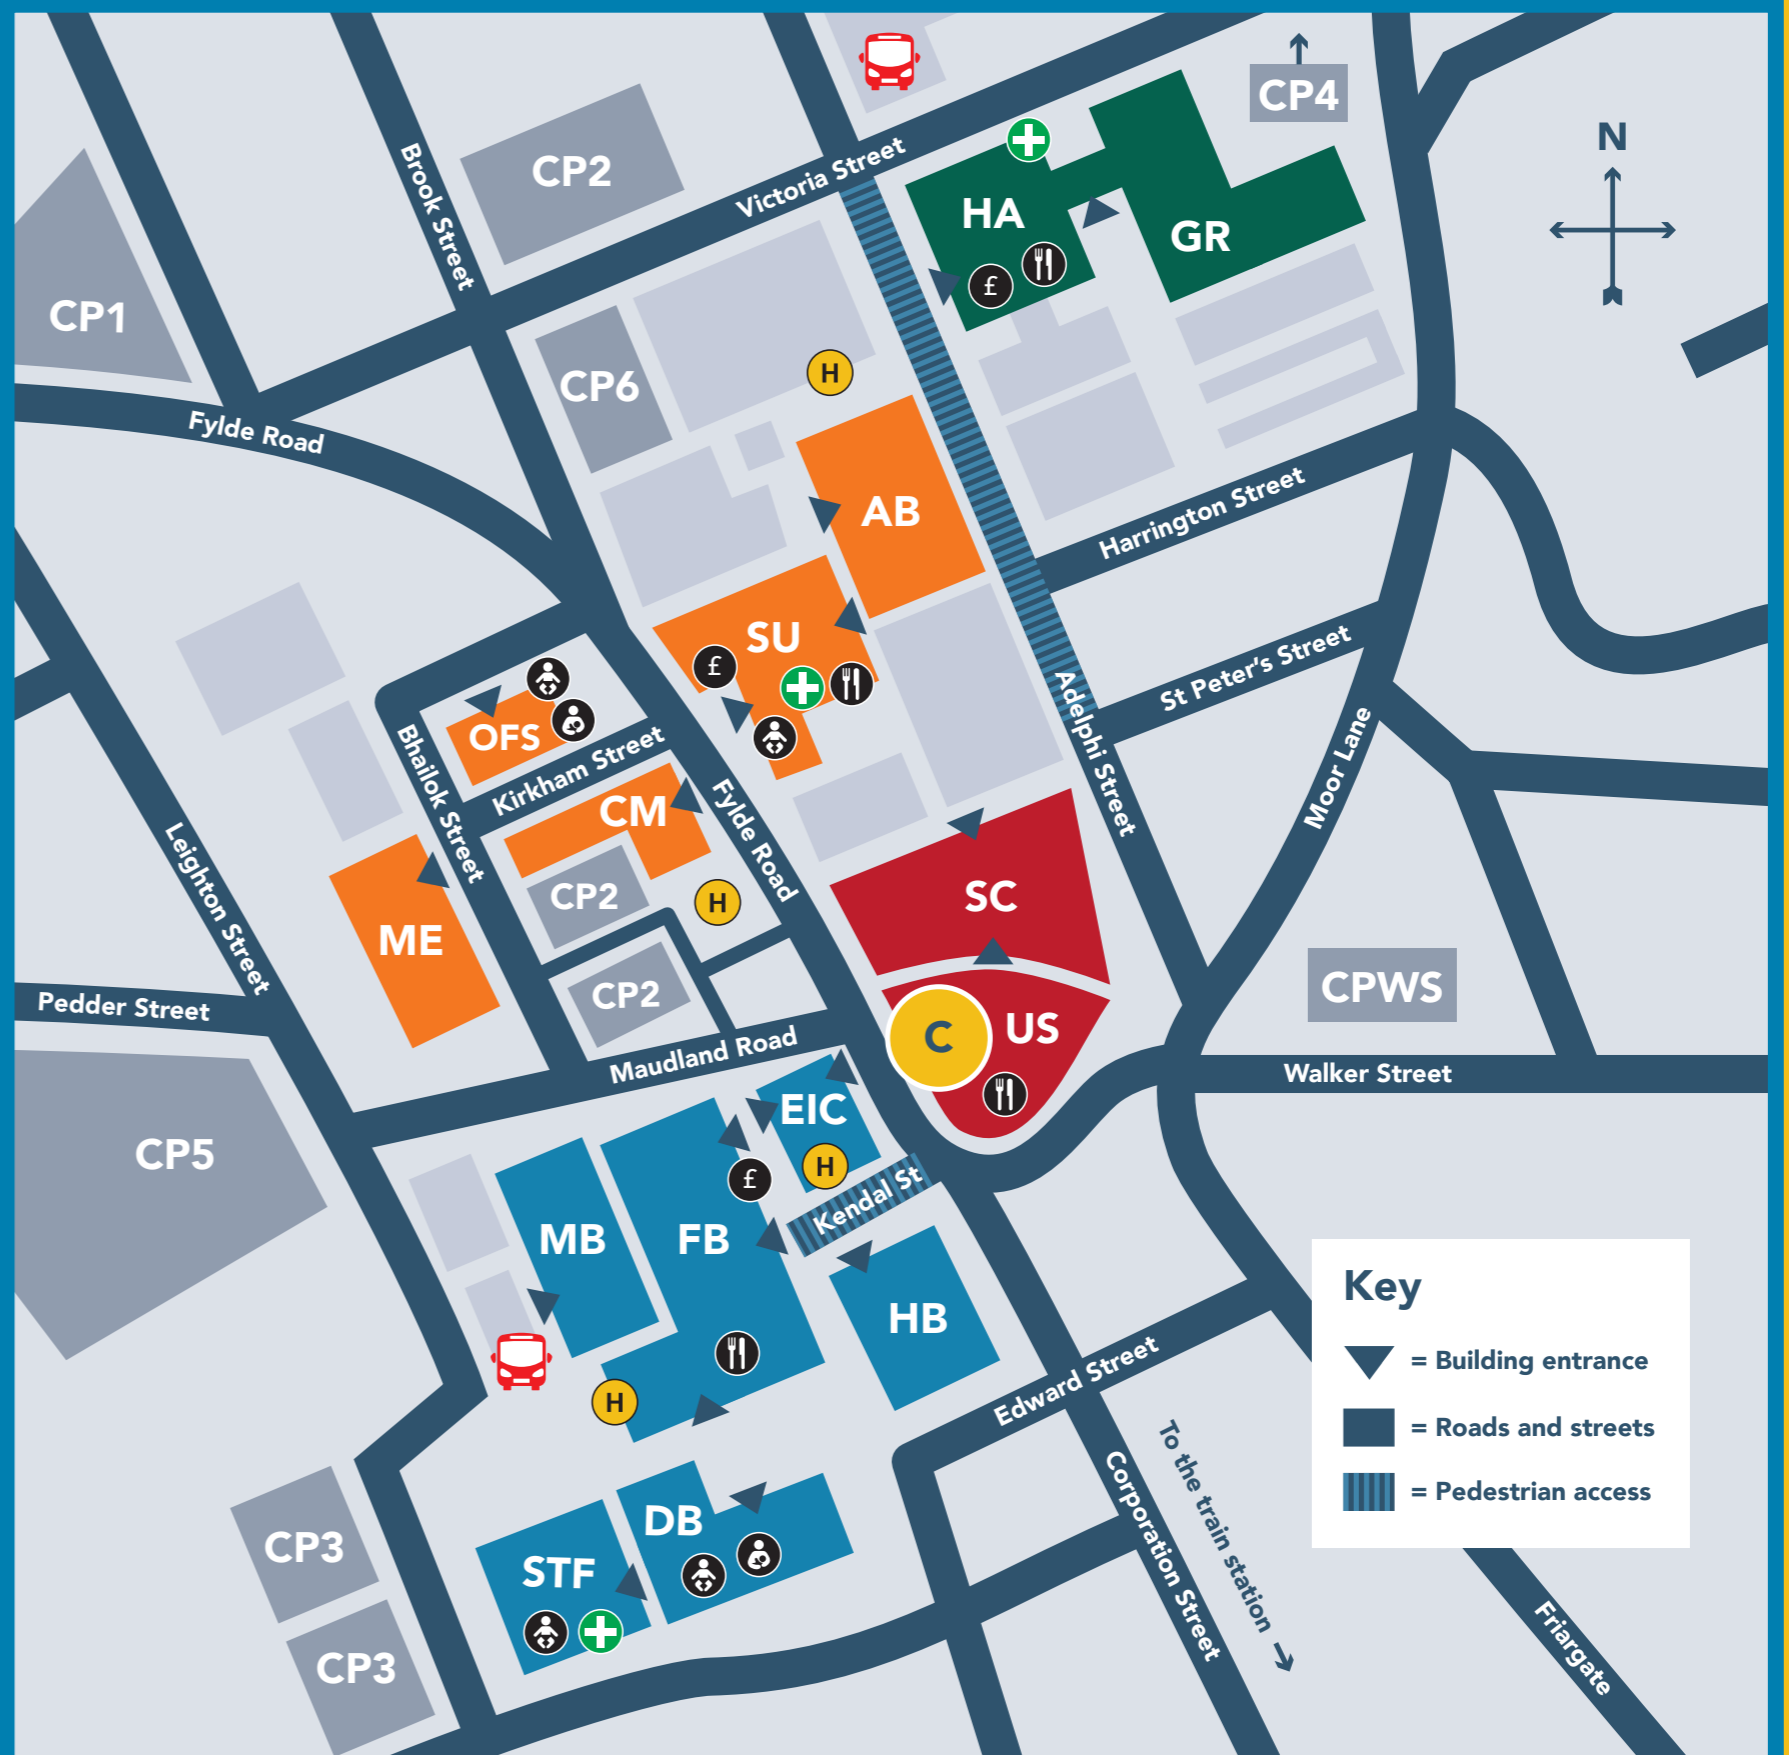 CP4
N
CP2
Victoria Street
Brook Street
HA
GR
£
CP1
H
CP6
Fylde Road
AB
Harrington Street
SU
£
St Peter's Street
OFS
Kirkham Street
Adelphi Street
Bhailok Street
Moor Lane
CM
Fylde Road
Leighton Street
CP2
H
SC
ME
CPWS
CP2
Pedder Street
C
US
Maudland Road
Walker Street
EIC
CP5
H
£
Kendal St
MB
FB
HB
Key
= Building entrance
= Roads and streets
= Pedestrian access
H
Edward Street
To the train station
Corporation Street
DB
CP3
STF
CP3
Friargate